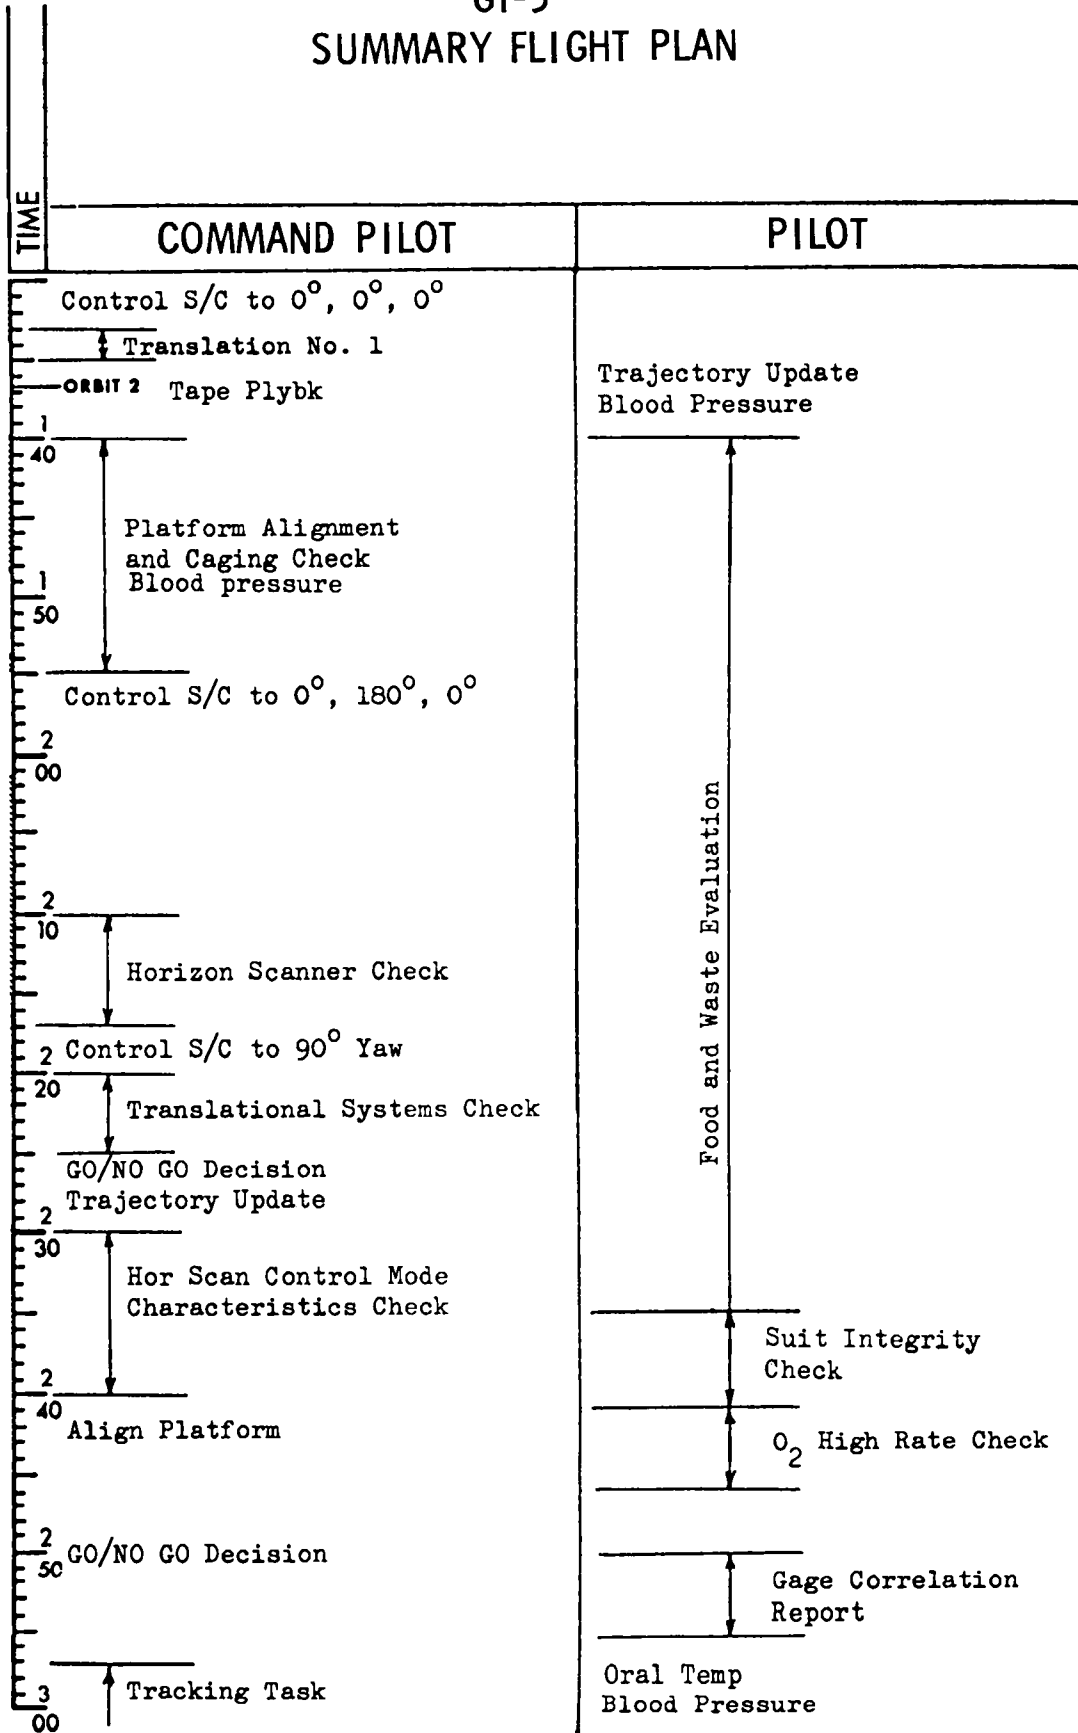 SUMMARY FLIGHT PLAN
TIME
COMMAND PILOT
PILOT
Control S/C to 0°, 0°, 0°
Translation No. 1
ORBIT 2 Tape Plybk
Trajectory Update
Blood Pressure
1
40
Platform Alignment
and Caging Check
Blood pressure
1
50
Control S/C to 0°, 180°, 0°
2
00
Food and Waste Evaluation
2
10
Horizon Scanner Check
Control S/C to 90° Yaw
2
20
Translational Systems Check
GO/NO GO Decision
Trajectory Update
2
30
Hor Scan Control Mode
Characteristics Check
Suit Integrity
Check
2
40
Align Platform
O2 High Rate Check
2
50
GO/NO GO Decision
Gage Correlation
Report
Tracking Task
Oral Temp
Blood Pressure
3
00